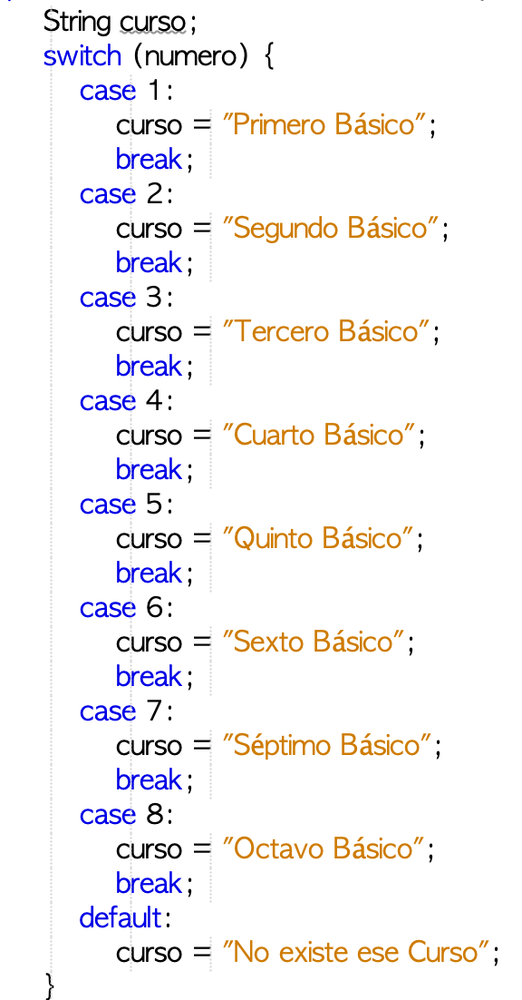 String curso;
switch (numero) {
case 1:
curso = "Primero Básico";
break;
case 2:
curso = "Segundo Básico";
break;
case 3:
curso = "Tercero Básico";
break;
case 4:
curso = "Cuarto Básico";
break;
case 5:
curso = "Quinto Básico";
break;
case 6:
curso = "Sexto Básico";
break;
case 7:
curso = "Séptimo Básico";
break;
case 8:
curso = "Octavo Básico";
break;
default:
curso = "No existe ese Curso";
}